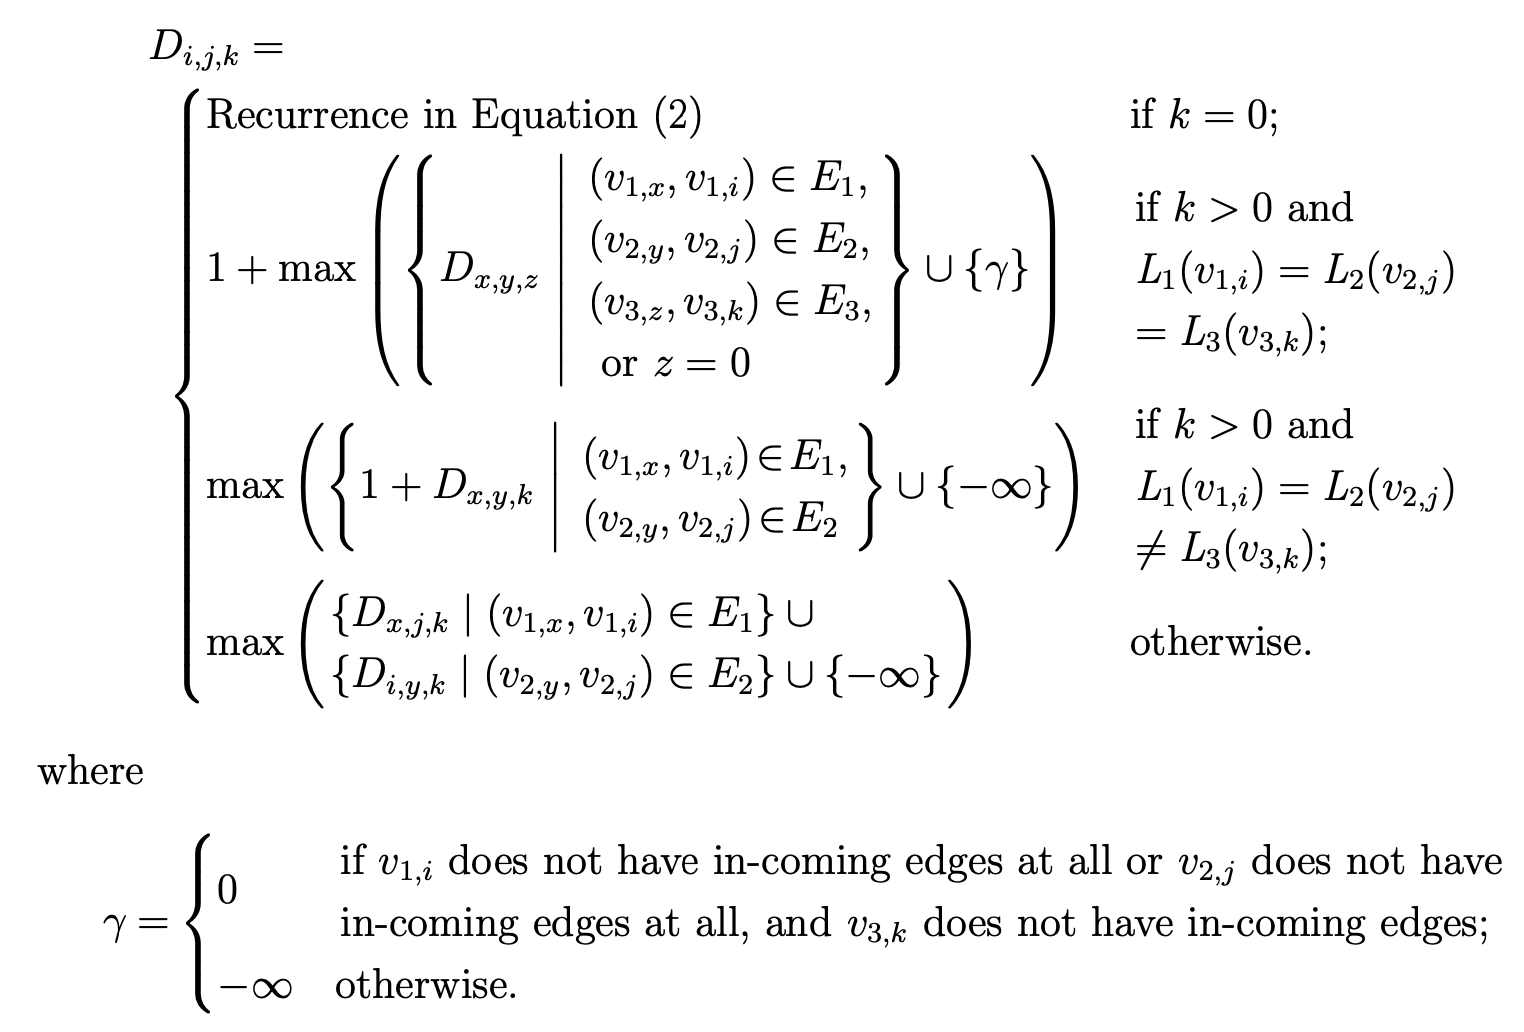 D_{i,j,k} =
Recurrence in Equation (2) if k = 0;
1 + max ( { D_{x,y,z} | (v_{1,x}, v_{1,i}) ∈ E_1, (v_{2,y}, v_{2,j}) ∈ E_2, (v_{3,z}, v_{3,k}) ∈ E_3, or z = 0 } ∪ {γ} ) if k > 0 and L_1(v_{1,i}) = L_2(v_{2,j}) = L_3(v_{3,k});
max ( { 1 + D_{x,y,k} | (v_{1,x}, v_{1,i}) ∈ E_1, (v_{2,y}, v_{2,j}) ∈ E_2 } ∪ {−∞} ) if k > 0 and L_1(v_{1,i}) = L_2(v_{2,j}) ≠ L_3(v_{3,k});
max ( {D_{x,j,k} | (v_{1,x}, v_{1,i}) ∈ E_1} ∪ {D_{i,y,k} | (v_{2,y}, v_{2,j}) ∈ E_2} ∪ {−∞} ) otherwise.
where
γ = { 0 if v_{1,i} does not have in-coming edges at all or v_{2,j} does not have
in-coming edges at all, and v_{3,k} does not have in-coming edges;
−∞ otherwise.